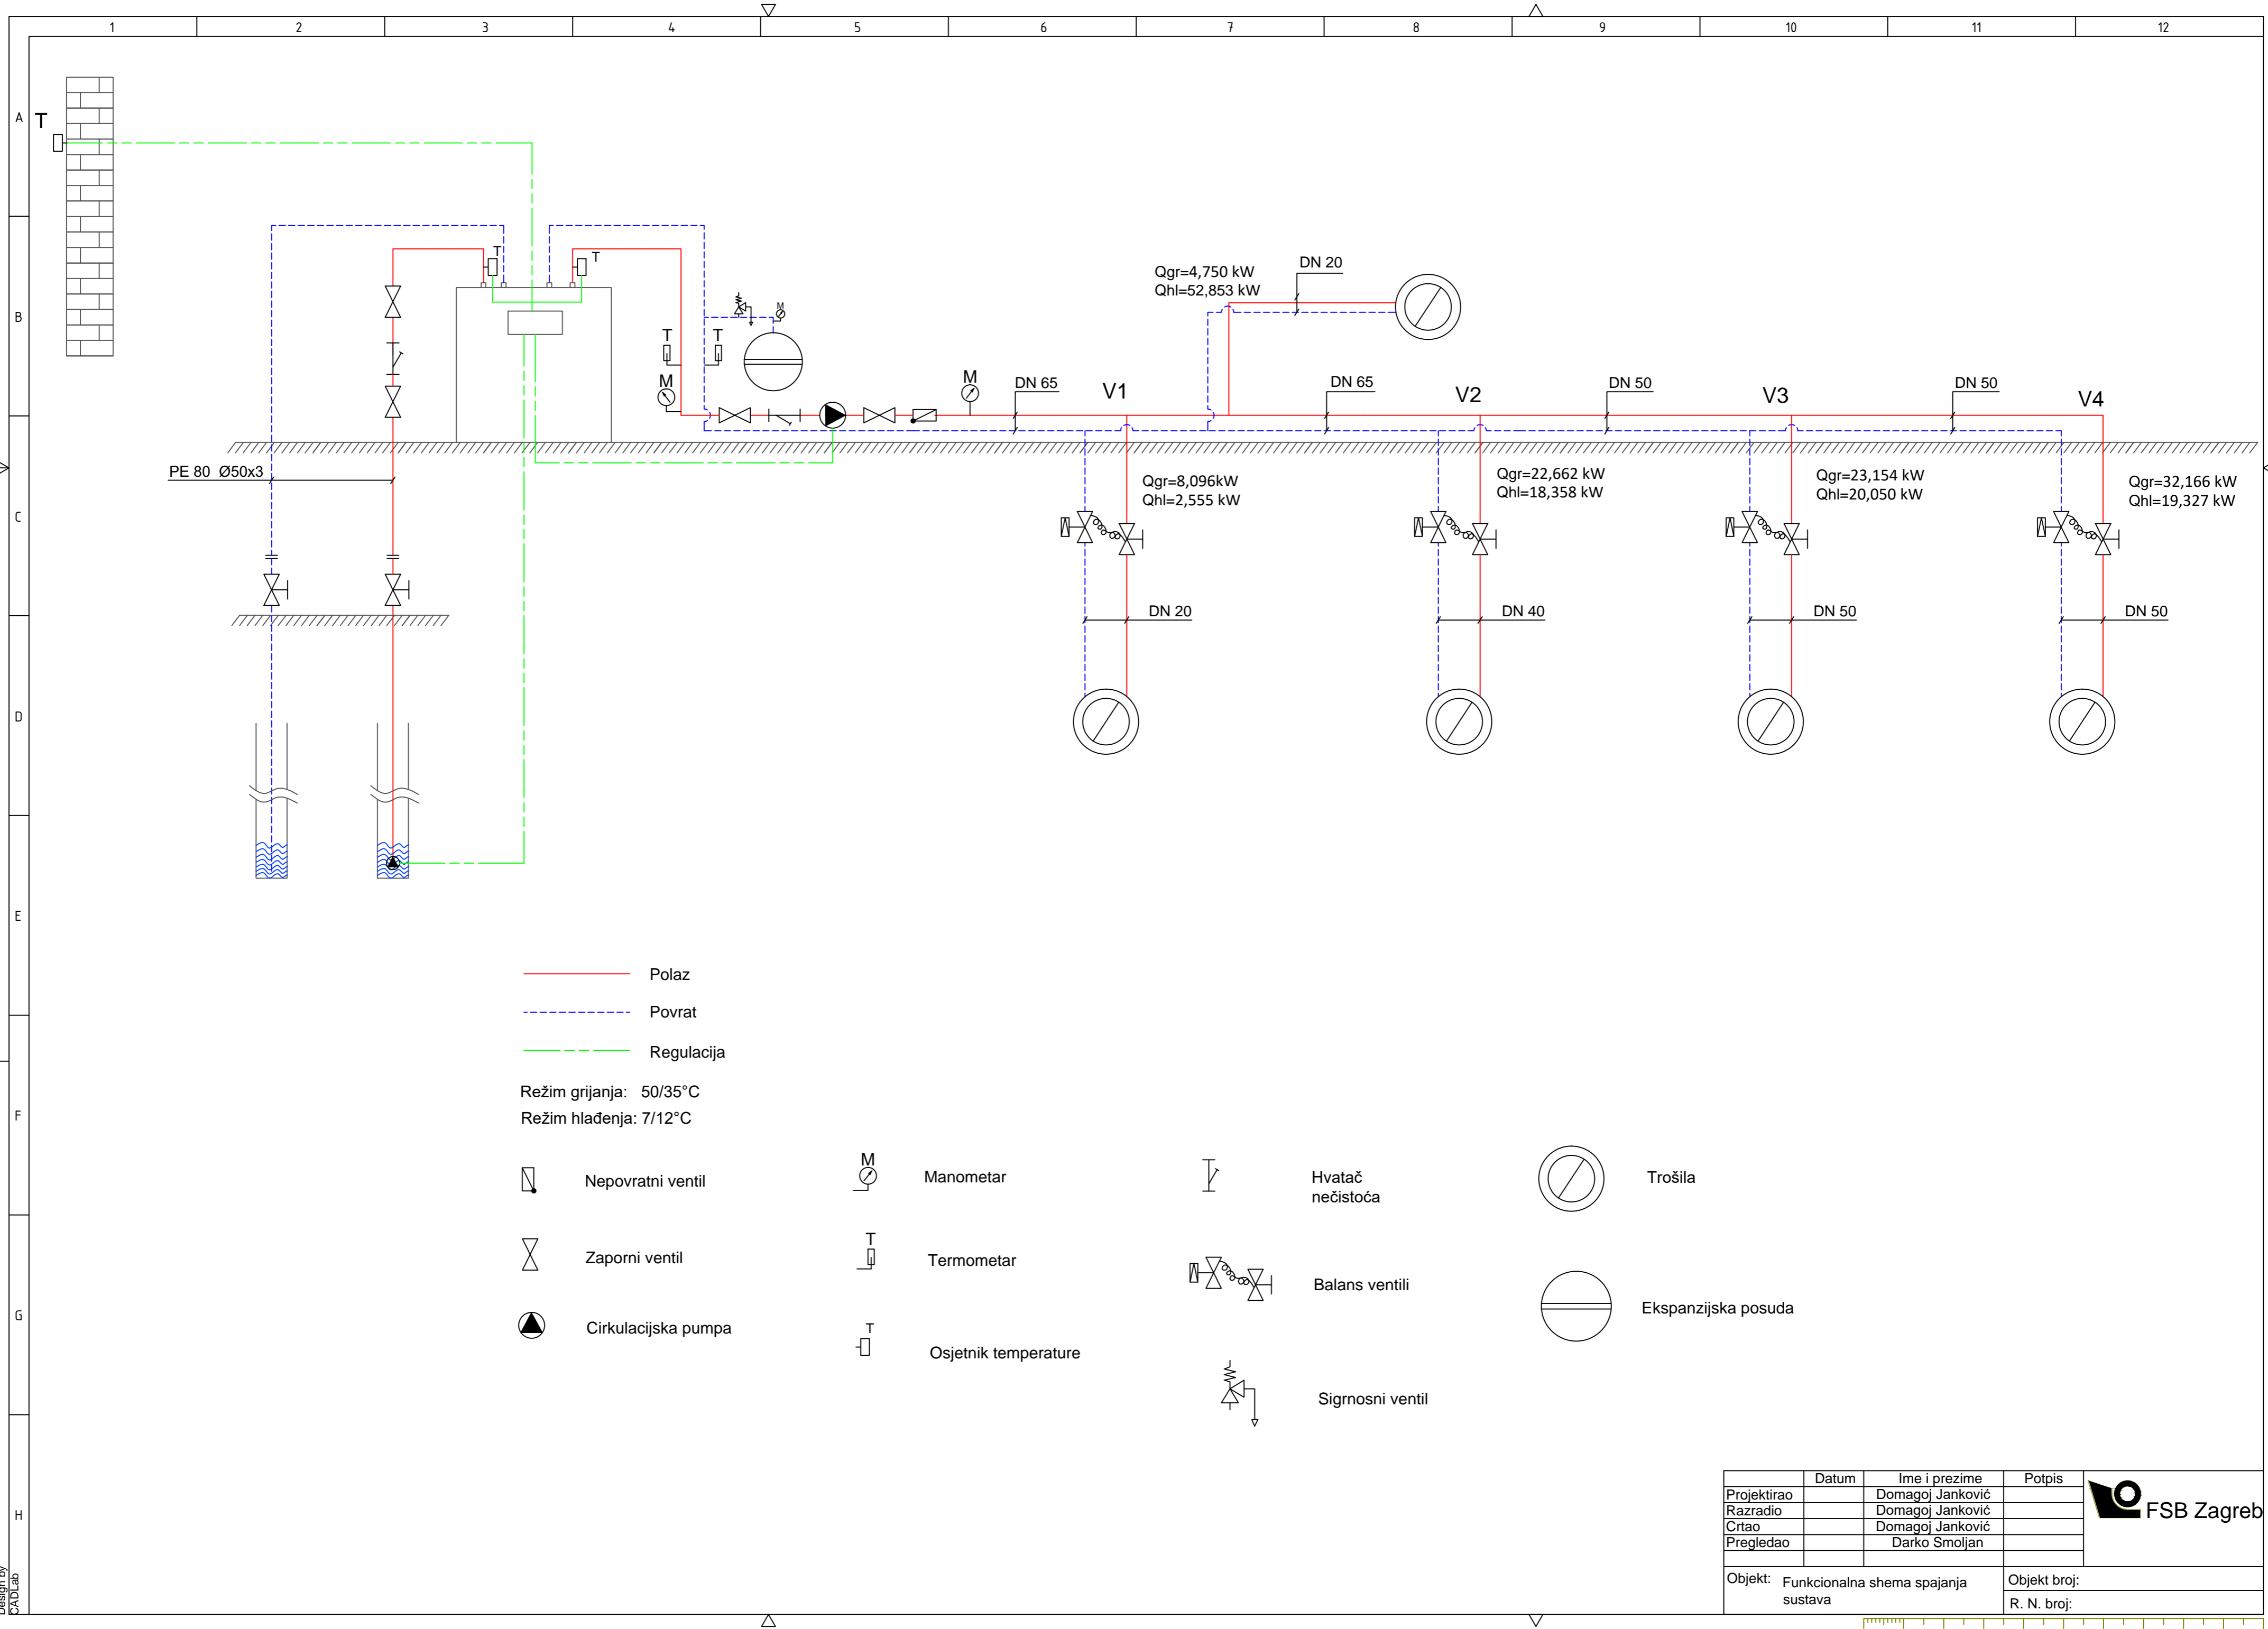 1 2 3 4 5 6 7 8 9 10 11 12
A
T
T
T
Qgr=4,750 kW
Qhl=52,853 kW
DN 20
B
M
T
T
M
M
DN 65
V1
DN 65
V2
DN 50
V3
DN 50
V4
PE 80 Ø50x3
C
Qgr=8,096kW
Qhl=2,555 kW
Qgr=22,662 kW
Qhl=18,358 kW
Qgr=23,154 kW
Qhl=20,050 kW
Qgr=32,166 kW
Qhl=19,327 kW
DN 20
DN 40
DN 50
DN 50
D
E
Polaz
Povrat
Regulacija
Režim grijanja: 50/35°C
Režim hlađenja: 7/12°C
F
Nepovratni ventil
M
Manometar
Hvatač
nečistoća
Trošila
Zaporni ventil
T
Termometar
Balans ventili
Ekspanzijska posuda
G
Cirkulacijska pumpa
T
Osjetnik temperature
Sigrnosni ventil
H
Datum Ime i prezime Potpis
Projektirao Domagoj Janković
Razradio Domagoj Janković
Crtao Domagoj Janković
Pregledao Darko Smoljan
FSB Zagreb
Objekt: Funkcionalna shema spajanja
sustava
Objekt broj:
R. N. broj:
Design by
CADLab